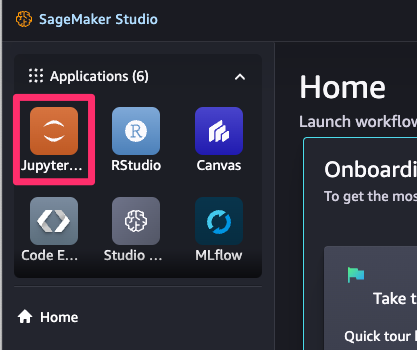 SageMaker Studio
Applications (6)
Jupyter...
RStudio
Canvas
Code E...
Studio ...
MLflow
Home
Home
Launch workflow
Onboardi
To get the mos
Take t
Quick tour